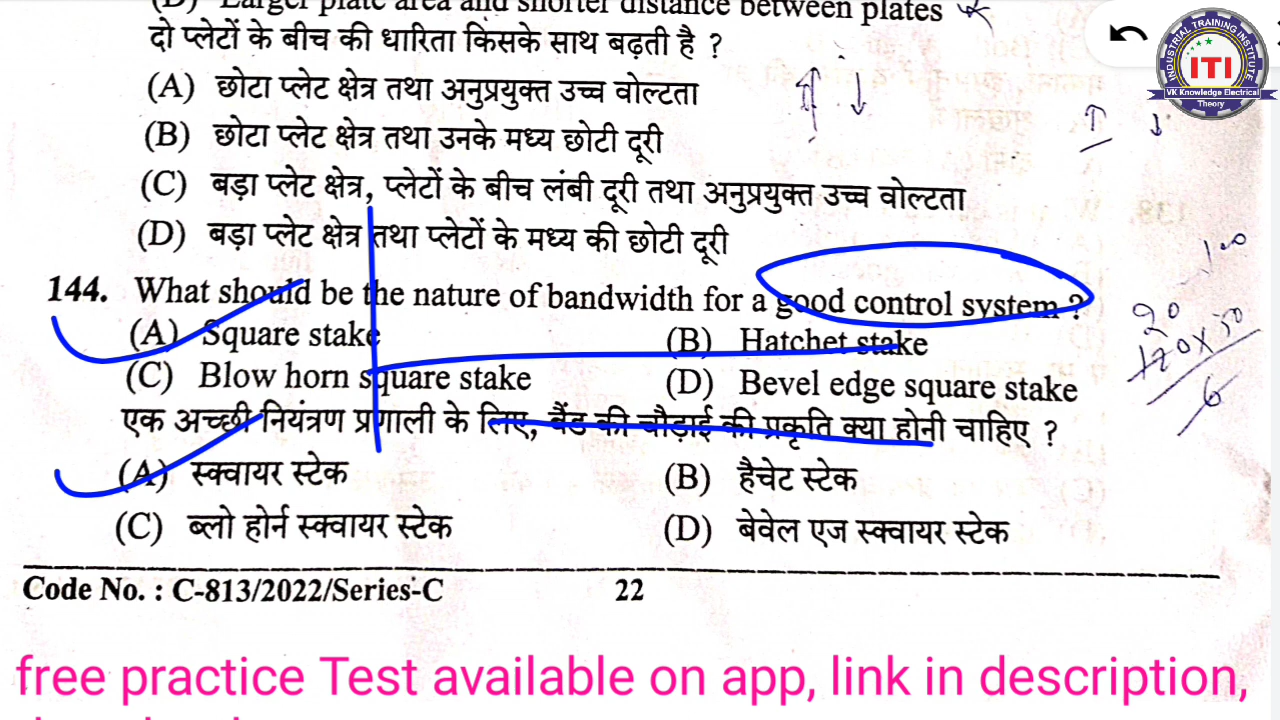 (D) Larger plate area and shorter distance between plates
दो प्लेटों के बीच की धारिता किसके साथ बढ़ती है ?
(A) छोटा प्लेट क्षेत्र तथा अनुप्रयुक्त उच्च वोल्टता
(B) छोटा प्लेट क्षेत्र तथा उनके मध्य छोटी दूरी
(C) बड़ा प्लेट क्षेत्र, प्लेटों के बीच लंबी दूरी तथा अनुप्रयुक्त उच्च वोल्टता
(D) बड़ा प्लेट क्षेत्र तथा प्लेटों के मध्य की छोटी दूरी
144. What should be the nature of bandwidth for a good control system ?
(A) Square stake (B) Hatchet stake
(C) Blow horn square stake (D) Bevel edge square stake
एक अच्छी नियंत्रण प्रणाली के लिए, बैंड की चौड़ाई की प्रकृति क्या होनी चाहिए ?
(A) स्क्वायर स्टेक (B) हैचेट स्टेक
(C) ब्लो होर्न स्क्वायर स्टेक (D) बेवेल एज स्क्वायर स्टेक
Code No. : C-813/2022/Series-C 22
free practice Test available on app, link in description,
INDUSTRIAL TRAINING INSTITUTE
ITI
VK Knowledge Electrical
Theory
100